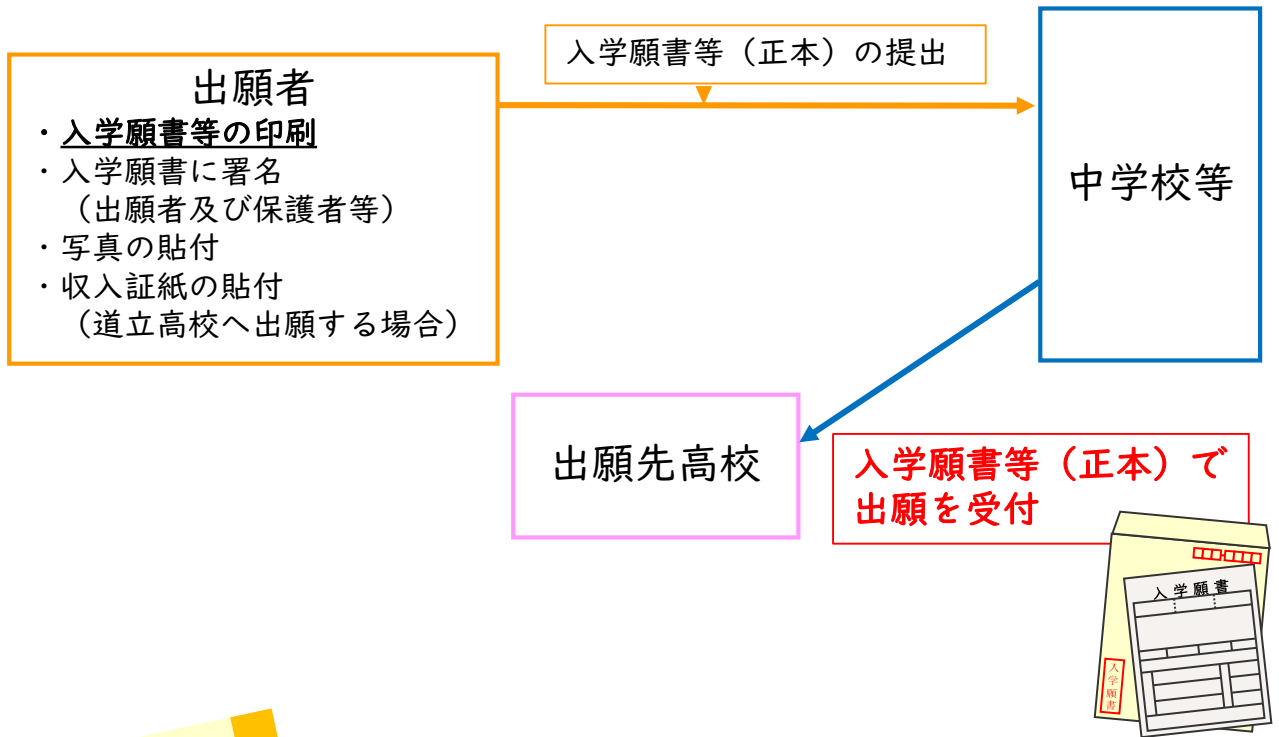 入学願書等（正本）の提出
出願者
・入学願書等の印刷
・入学願書に署名
（出願者及び保護者等）
・写真の貼付
・収入証紙の貼付
（道立高校へ出願する場合）
中学校等
出願先高校
入学願書等（正本）で
出願を受付
入学願書
入学願書